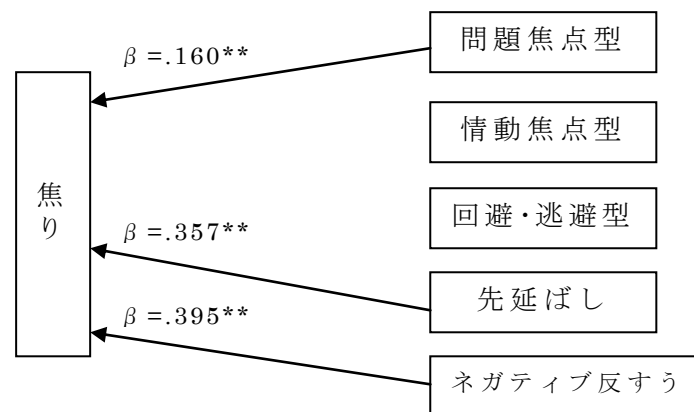 問題焦点型
β=.160**
情動焦点型
焦り
回避・逃避型
β=.357**
先延ばし
β=.395**
ネガティブ反すう